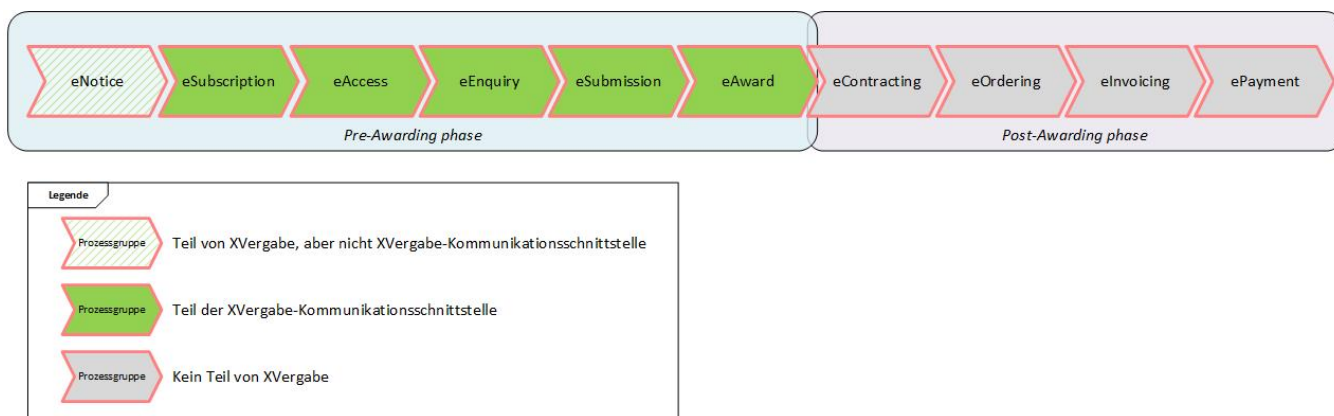 eNotice
eSubscription
eAccess
eEnquiry
eSubmission
eAward
eContracting
eOrdering
eInvoicing
ePayment
Pre-Awarding phase
Post-Awarding phase
Legende
Prozessgruppe
Teil von XVergabe, aber nicht XVergabe-Kommunikationsschnittstelle
Prozessgruppe
Teil der XVergabe-Kommunikationsschnittstelle
Prozessgruppe
Kein Teil von XVergabe